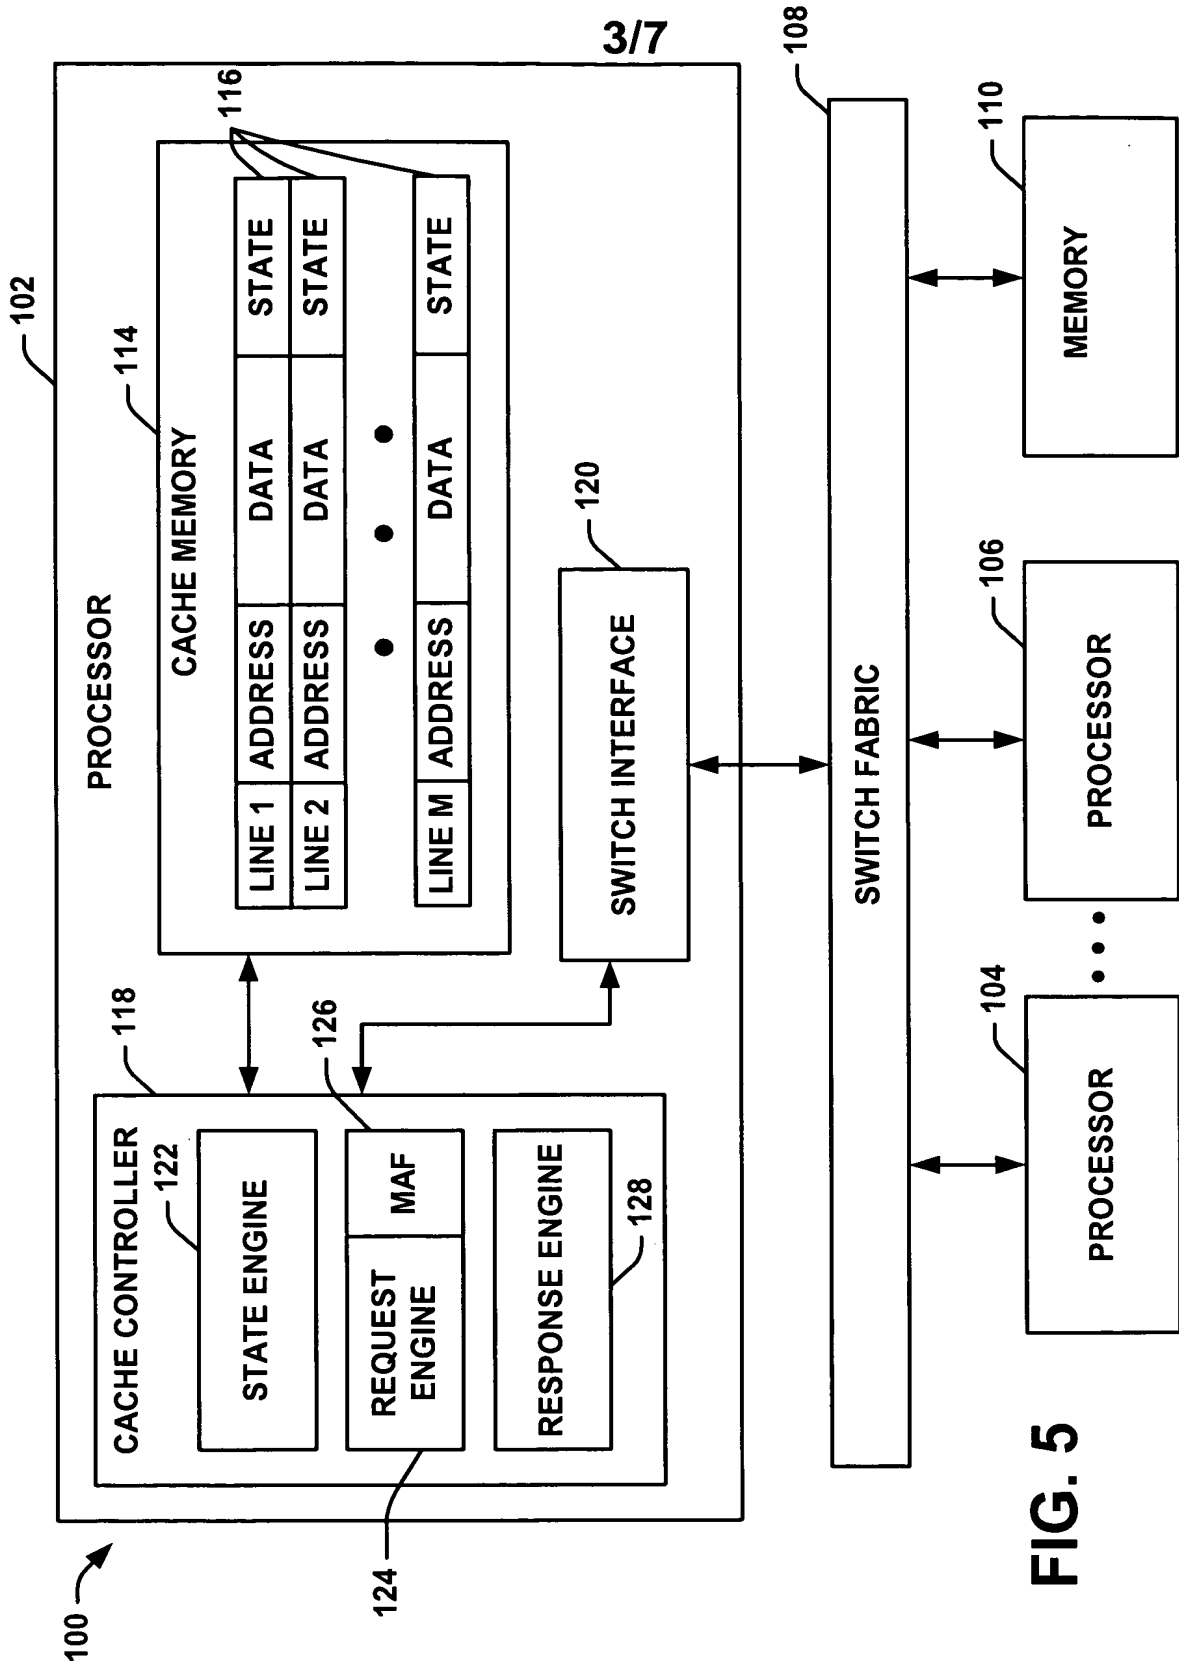 3/7
100
102
PROCESSOR
118
CACHE CONTROLLER
122
STATE ENGINE
124
REQUEST
ENGINE
126
MAF
128
RESPONSE ENGINE
114
CACHE MEMORY
116
LINE 1 ADDRESS DATA STATE
LINE 2 ADDRESS DATA STATE
LINE M ADDRESS DATA STATE
120
SWITCH INTERFACE
108
SWITCH FABRIC
104
PROCESSOR
106
PROCESSOR
110
MEMORY
FIG. 5